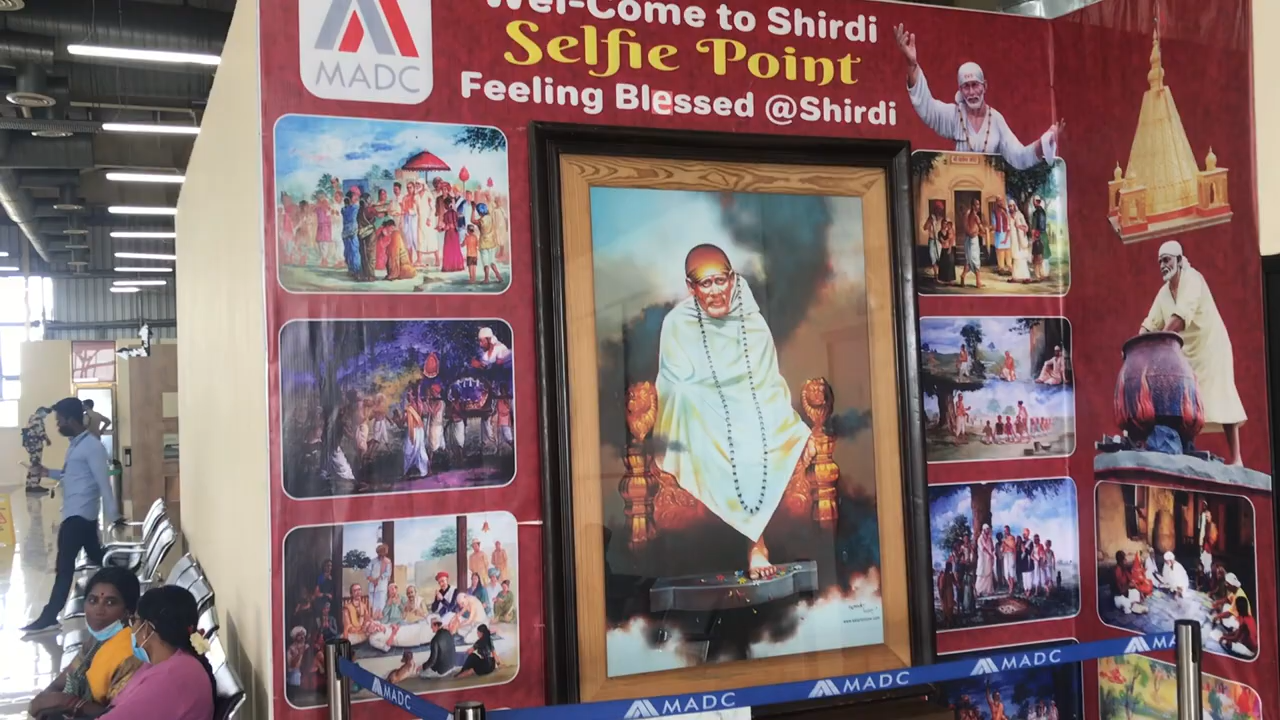 MADC
Wel-Come to Shirdi
Selfie Point
Feeling Blessed @Shirdi
MADC
MADC
MADC
MADC